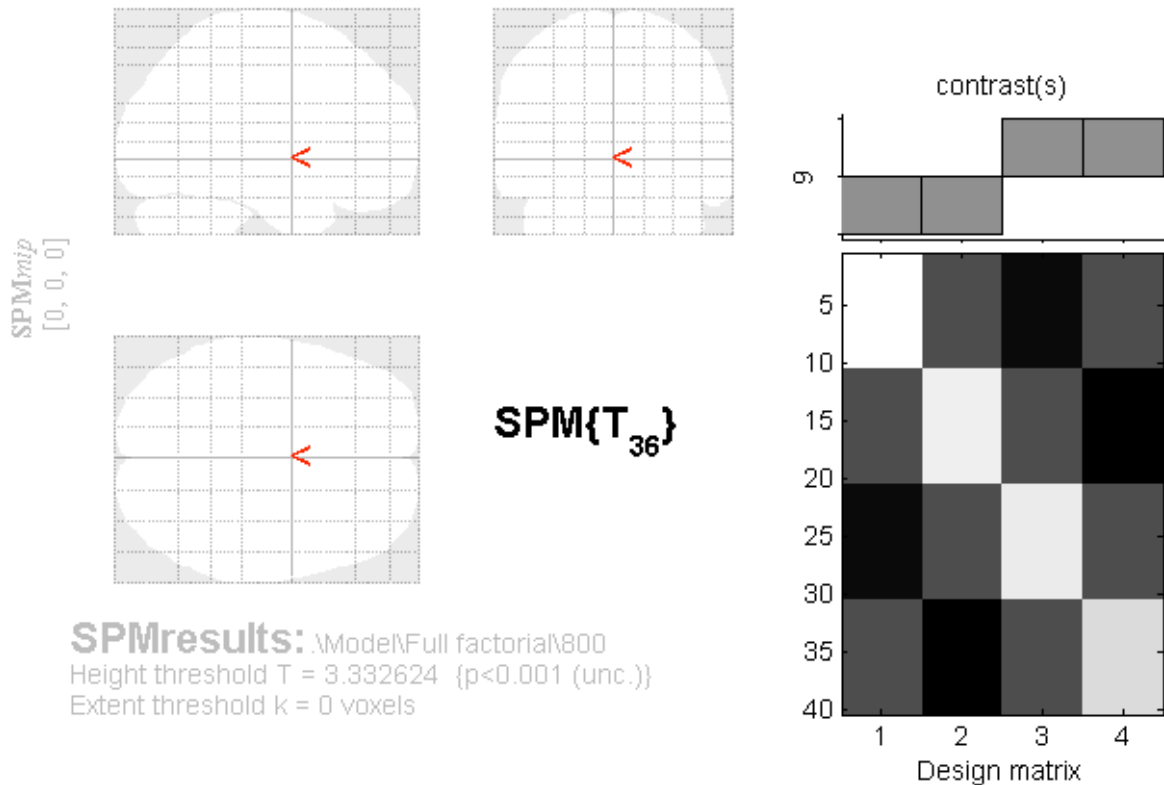 SPMmip
[0, 0, 0]
SPM{T_36}
SPMresults: .\Model\Full factorial\800
Height threshold T = 3.332624 {p<0.001 (unc.)}
Extent threshold k = 0 voxels
contrast(s)
9
5
10
15
20
25
30
35
40
1 2 3 4
Design matrix